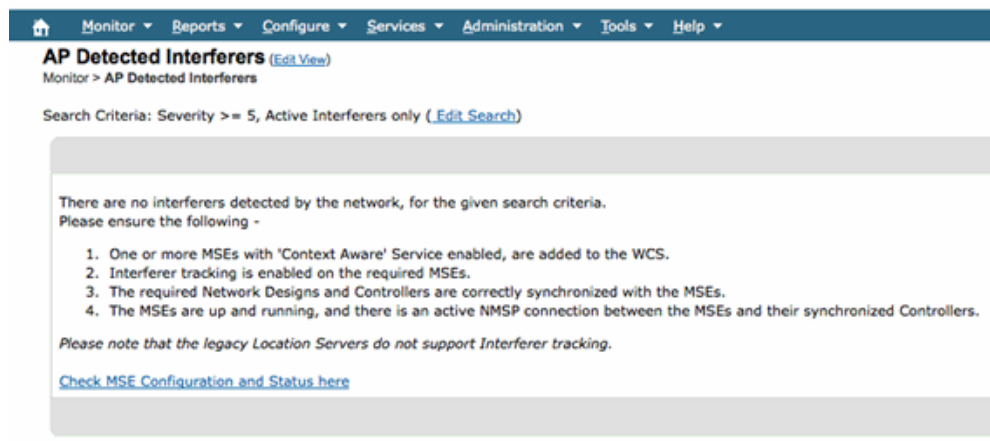 Monitor Reports Configure Services Administration Tools Help
AP Detected Interferers (Edit View)
Monitor > AP Detected Interferers
Search Criteria: Severity >= 5, Active Interferers only ( Edit Search)
There are no interferers detected by the network, for the given search criteria.
Please ensure the following -
1. One or more MSEs with 'Context Aware' Service enabled, are added to the WCS.
2. Interferer tracking is enabled on the required MSEs.
3. The required Network Designs and Controllers are correctly synchronized with the MSEs.
4. The MSEs are up and running, and there is an active NMSP connection between the MSEs and their synchronized Controllers.
Please note that the legacy Location Servers do not support Interferer tracking.
Check MSE Configuration and Status here